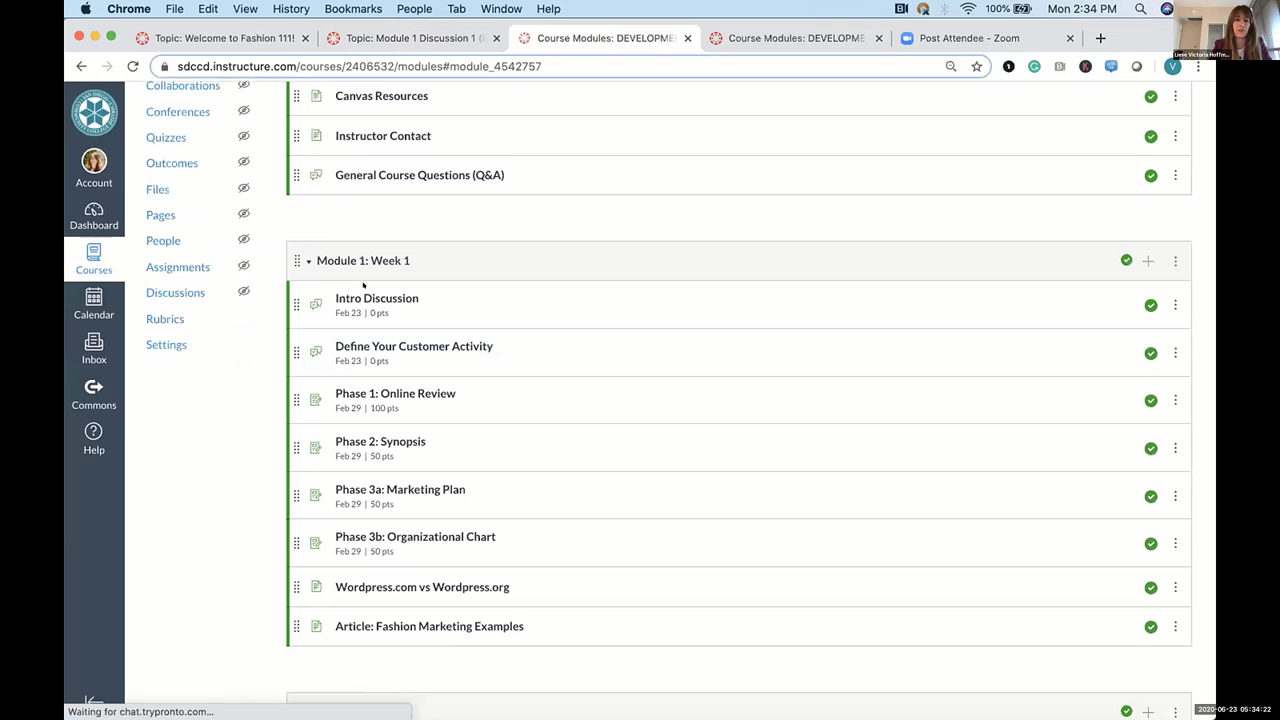 Chrome File Edit View History Bookmarks People Tab Window Help 100% Mon 2:34 PM
Topic: Welcome to Fashion 111!
Topic: Module 1 Discussion 1
Course Modules: DEVELOPME
Course Modules: DEVELOPME
Post Attendee - Zoom
sdccd.instructure.com/courses/2406532/modules#module
2757
Account
Dashboard
Courses
Calendar
Inbox
Commons
Help
Collaborations
Conferences
Quizzes
Outcomes
Files
Pages
People
Assignments
Discussions
Rubrics
Settings
Canvas Resources
Instructor Contact
General Course Questions (Q&A)
Module 1: Week 1
Intro Discussion
Feb 23 | 0 pts
Define Your Customer Activity
Feb 23 | 0 pts
Phase 1: Online Review
Feb 29 | 100 pts
Phase 2: Synopsis
Feb 29 | 50 pts
Phase 3a: Marketing Plan
Feb 29 | 50 pts
Phase 3b: Organizational Chart
Feb 29 | 50 pts
Wordpress.com vs Wordpress.org
Article: Fashion Marketing Examples
Waiting for chat.trypronto.com...
2020-06-23 05:34:22